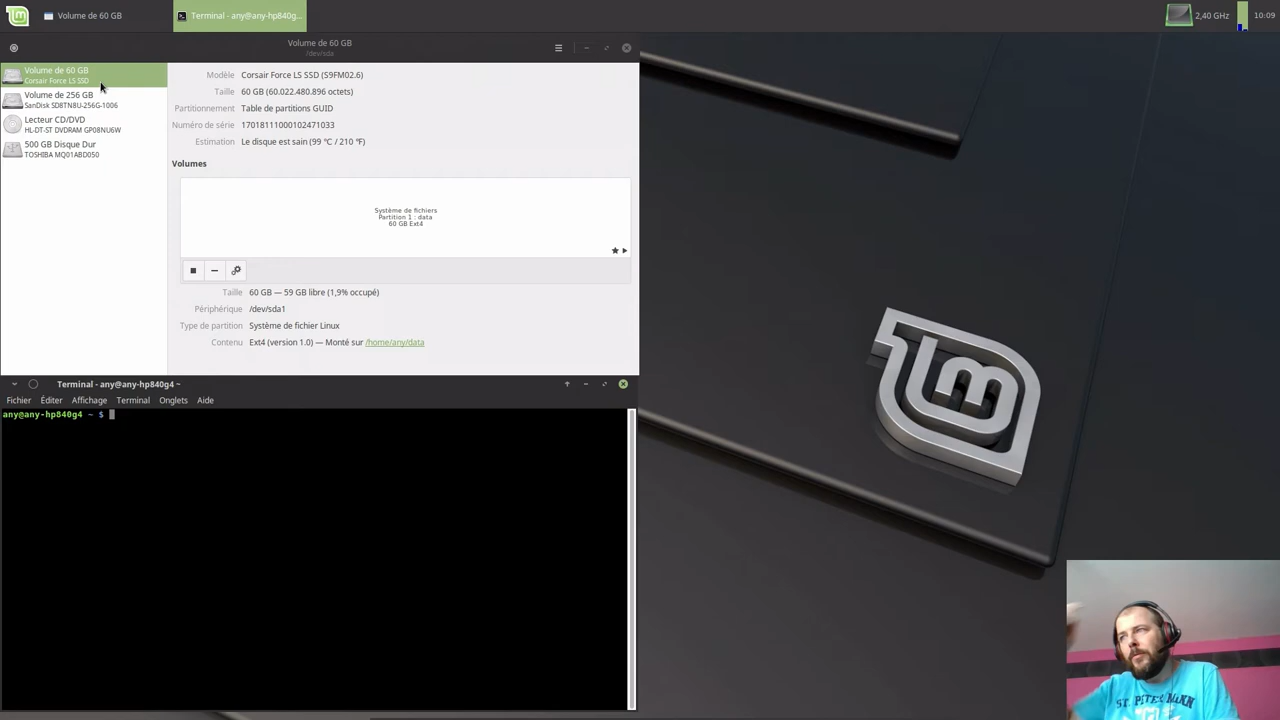 Volume de 60 GB
Terminal - any@any-hp840g...
2,40 GHz
10:09
Volume de 60 GB
/dev/sda
Volume de 60 GB
Corsair Force LS SSD
Volume de 256 GB
SanDisk SD8TN8U-256G-1006
Lecteur CD/DVD
HL-DT-ST DVDRAM GP08NU6W
500 GB Disque Dur
TOSHIBA MQ01ABD050
Modèle Corsair Force LS SSD (S9FM02.6)
Taille 60 GB (60.022.480.896 octets)
Partitionnement Table de partitions GUID
Numéro de série 17018111000102471033
Estimation Le disque est sain (99 °C / 210 °F)
Volumes
Système de fichiers
Partition 1 : data
60 GB Ext4
Taille 60 GB — 59 GB libre (1,9% occupé)
Périphérique /dev/sda1
Type de partition Système de fichier Linux
Contenu Ext4 (version 1.0) — Monté sur /home/any/data
Terminal - any@any-hp840g4 ~
Fichier Éditer Affichage Terminal Onglets Aide
any@any-hp840g4 ~ $